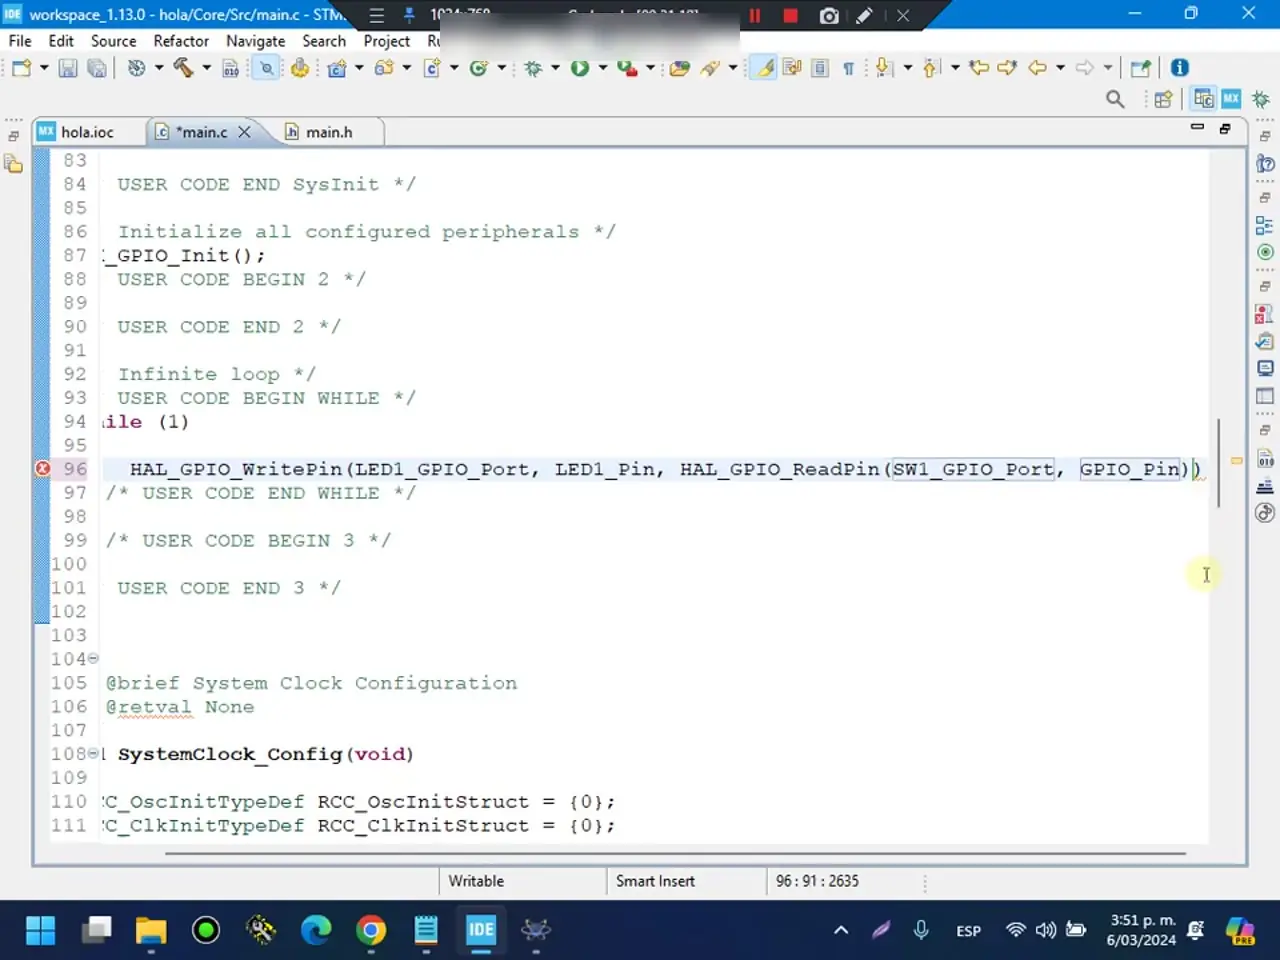 IDE workspace_1.13.0 - hola/Core/Src/main.c - STM
File Edit Source Refactor Navigate Search Project
hola.ioc *main.c main.h
83
84 USER CODE END SysInit */
85
86 Initialize all configured peripherals */
87 _GPIO_Init();
88 USER CODE BEGIN 2 */
89
90 USER CODE END 2 */
91
92 Infinite loop */
93 USER CODE BEGIN WHILE */
94 ile (1)
95
96 HAL_GPIO_WritePin(LED1_GPIO_Port, LED1_Pin, HAL_GPIO_ReadPin(SW1_GPIO_Port, GPIO_Pin))
97 /* USER CODE END WHILE */
98
99 /* USER CODE BEGIN 3 */
100
101 USER CODE END 3 */
102
103
104
105 @brief System Clock Configuration
106 @retval None
107
108 SystemClock_Config(void)
109
110 C_OscInitTypeDef RCC_OscInitStruct = {0};
111 C_ClkInitTypeDef RCC_ClkInitStruct = {0};
Writable Smart Insert 96 : 91 : 2635
IDE ESP 3:51 p. m.
6/03/2024
PRE